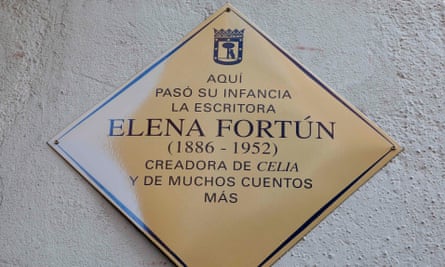 AQUÍ
PASÓ SU INFANCIA
LA ESCRITORA
ELENA FORTÚN
(1886 - 1952)
CREADORA DE CELIA
Y DE MUCHOS CUENTOS
MÁS